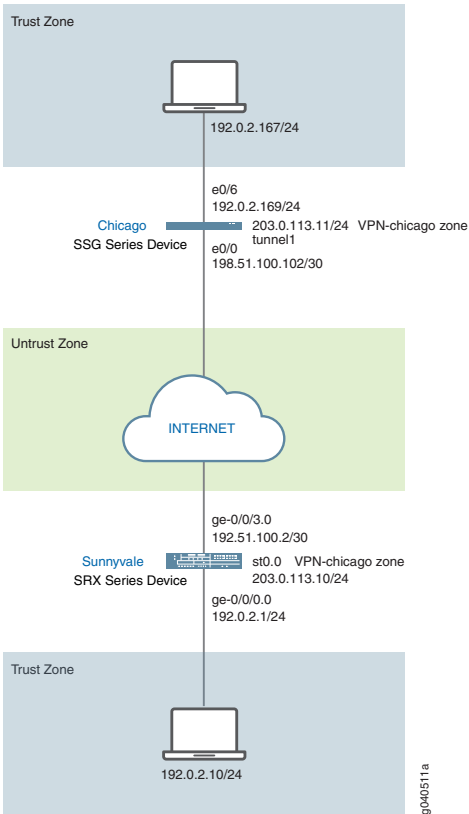 Trust Zone
192.0.2.167/24
e0/6
192.0.2.169/24
Chicago
203.0.113.11/24 VPN-chicago zone
SSG Series Device
tunnel1
e0/0
198.51.100.102/30
Untrust Zone
INTERNET
ge-0/0/3.0
192.51.100.2/30
Sunnyvale
st0.0 VPN-chicago zone
SRX Series Device
203.0.113.10/24
ge-0/0/0.0
192.0.2.1/24
Trust Zone
192.0.2.10/24
g040511a